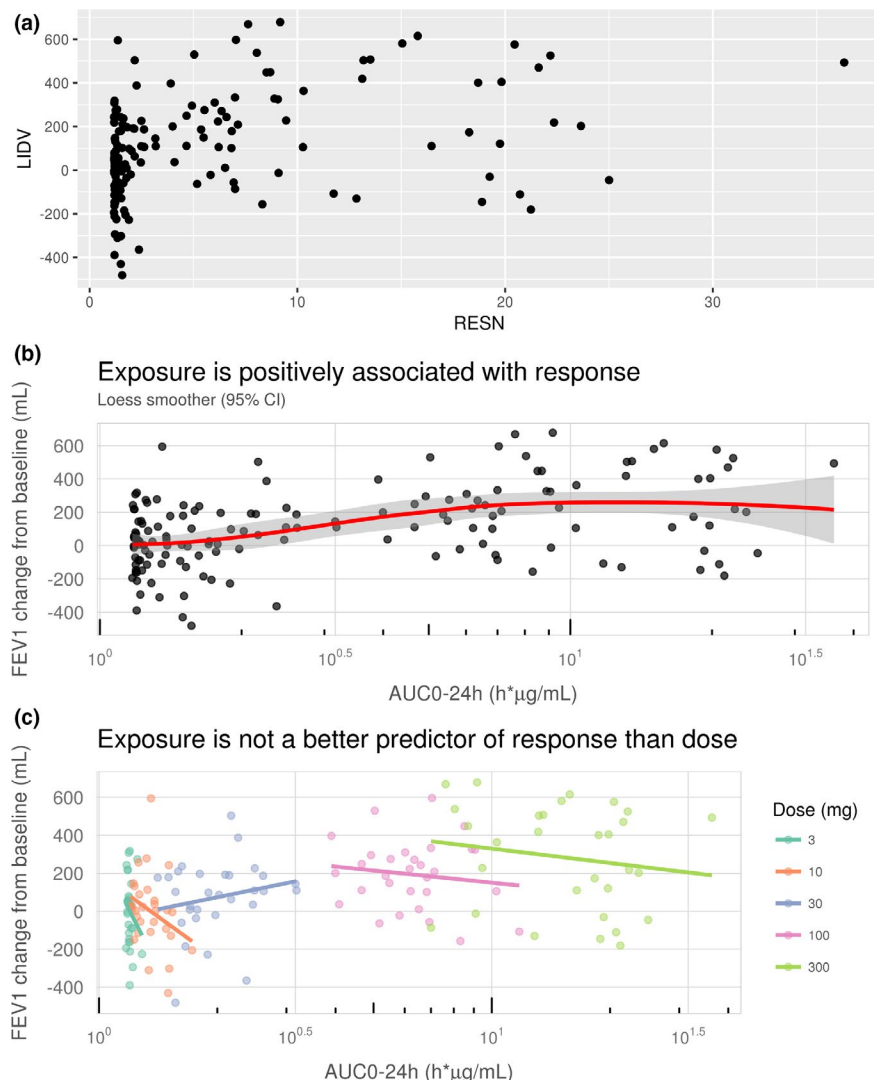 (a)
600
400
200
0
-200
-400
LIDV
0
10
20
30
RESN
(b)
Exposure is positively associated with response
Loess smoother (95% CI)
FEV1 change from baseline (mL)
600
400
200
0
-200
-400
10^0
10^0.5
10^1
10^1.5
AUC0-24h (h*μg/mL)
(c)
Exposure is not a better predictor of response than dose
FEV1 change from baseline (mL)
600
400
200
0
-200
-400
10^0
10^0.5
10^1
10^1.5
AUC0-24h (h*μg/mL)
Dose (mg)
3
10
30
100
300